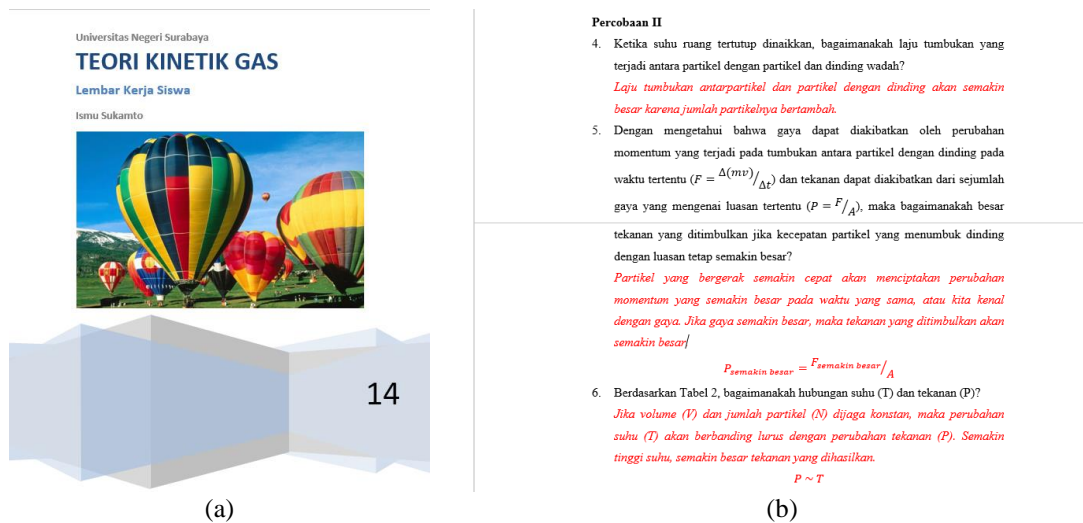 Universitas Negeri Surabaya
TEORI KINETIK GAS
Lembar Kerja Siswa
Ismu Sukamto
14
(a)
Percobaan II
4. Ketika suhu ruang tertutup dinaikkan, bagaimanakah laju tumbukan yang
terjadi antara partikel dengan partikel dan dinding wadah?
Laju tumbukan antarpartikel dan partikel dengan dinding akan semakin
besar karena jumlah partikelnya bertambah.
5. Dengan mengetahui bahwa gaya dapat diakibatkan oleh perubahan
momentum yang terjadi pada tumbukan antara partikel dengan dinding pada
waktu tertentu (F = Δ(mv)/Δt) dan tekanan dapat diakibatkan dari sejumlah
gaya yang mengenai luasan tertentu (P = F/A), maka bagaimanakah besar
tekanan yang ditimbulkan jika kecepatan partikel yang menumbuk dinding
dengan luasan tetap semakin besar?
Partikel yang bergerak semakin cepat akan menciptakan perubahan
momentum yang semakin besar pada waktu yang sama, atau kita kenal
dengan gaya. Jika gaya semakin besar, maka tekanan yang ditimbulkan akan
semakin besar
P semakin besar = F semakin besar/A
6. Berdasarkan Tabel 2, bagaimanakah hubungan suhu (T) dan tekanan (P)?
Jika volume (V) dan jumlah partikel (N) dijaga konstan, maka perubahan
suhu (T) akan berbanding lurus dengan perubahan tekanan (P). Semakin
tinggi suhu, semakin besar tekanan yang dihasilkan.
P ~ T
(b)